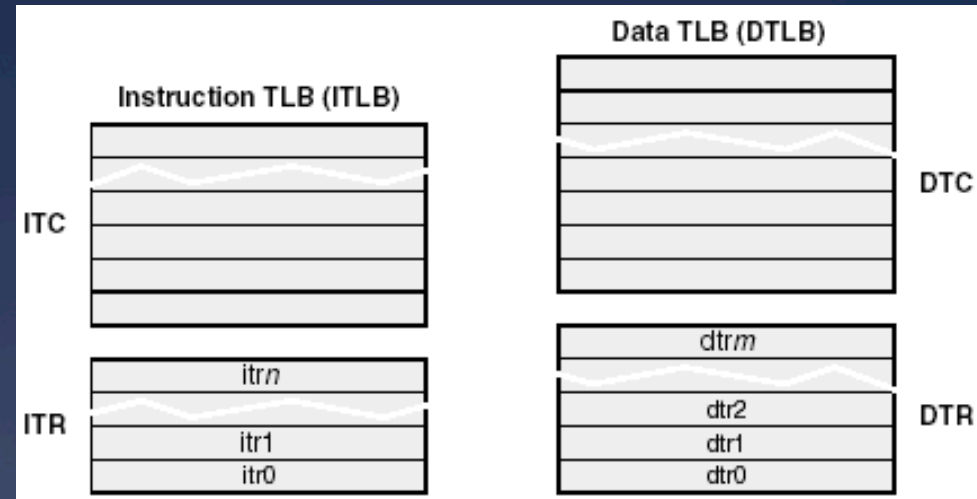 Data TLB (DTLB)
Instruction TLB (ITLB)
DTC
ITC
dtrm
itrn
dtr2
DTR
ITR
itr1
dtr1
itr0
dtr0